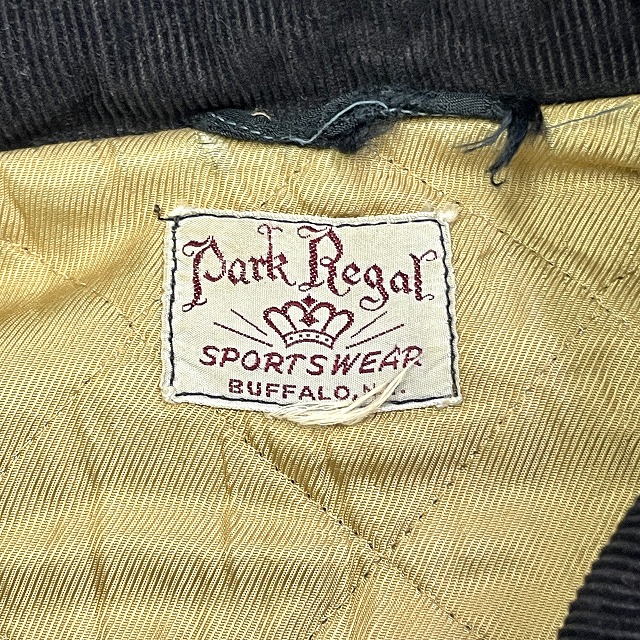 Park Regal
SPORTSWEAR
BUFFALO, N.Y.